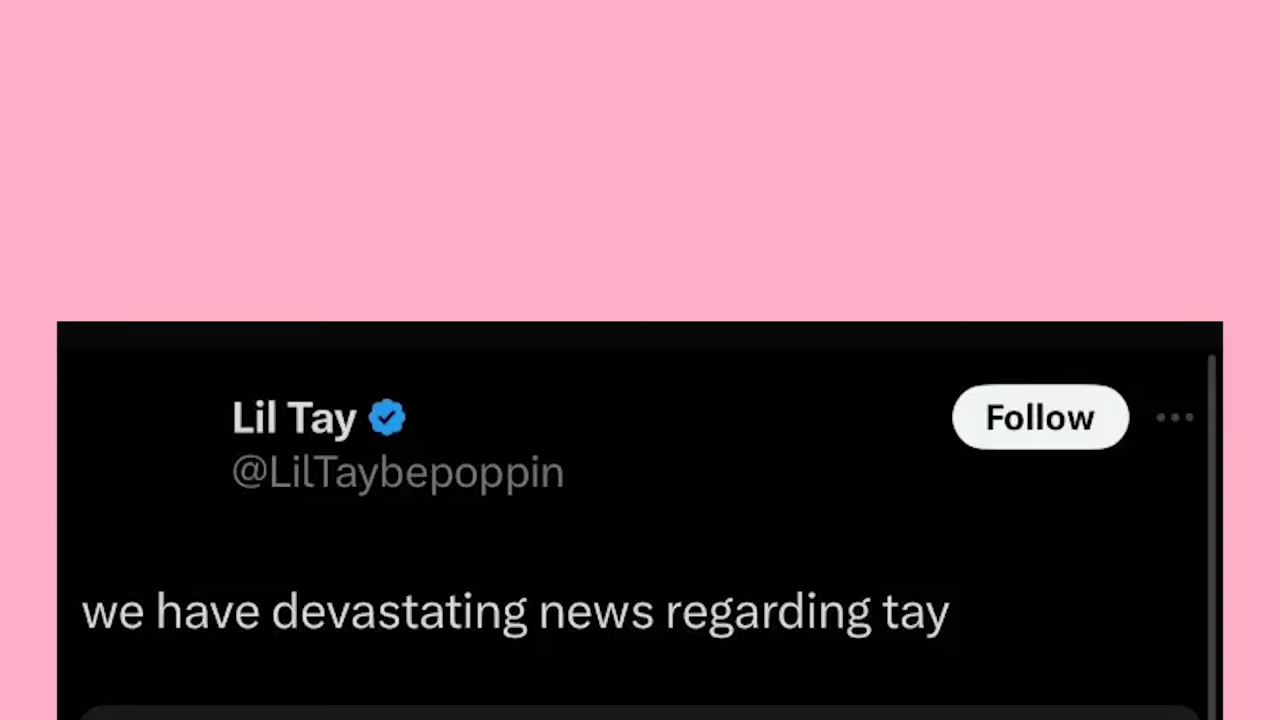 Lil Tay
Follow
@LilTaybepoppin
we have devastating news regarding tay